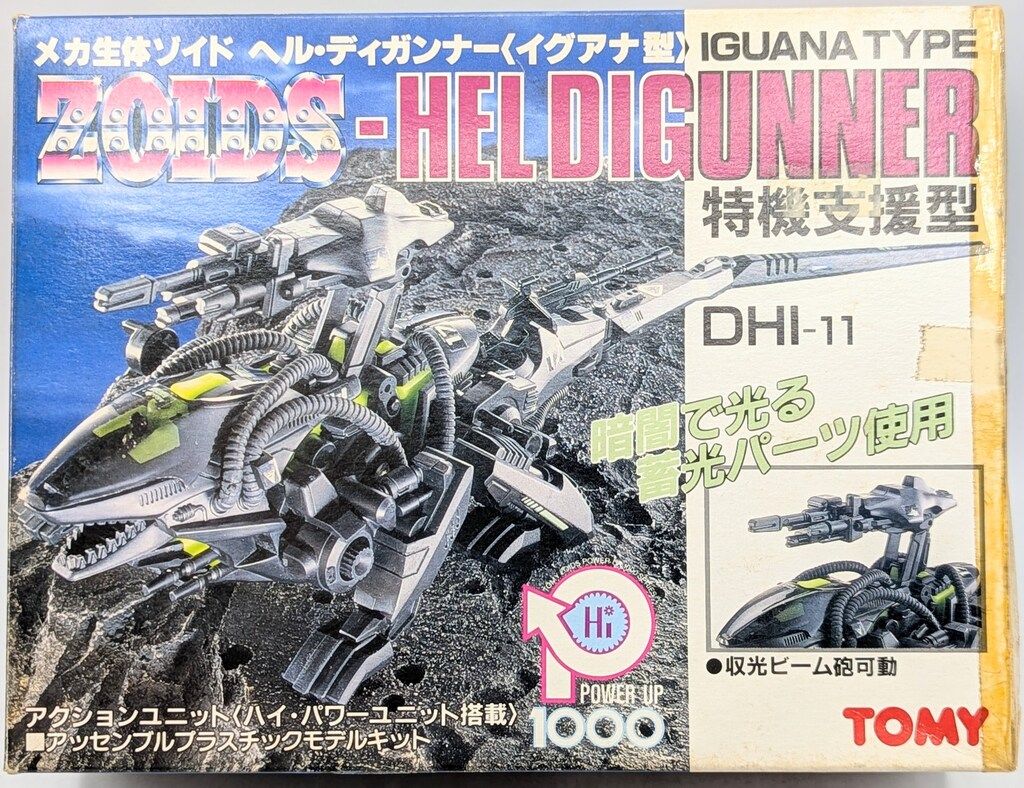 メカ生体ゾイド ヘル・ディガンナー〈イグアナ型〉 IGUANA TYPE
ZOIDS-HELDIGUNNER
特機支援型
DHI-11
暗闇で光る
蓄光パーツ使用
Hi
POWER UP
1000
●収光ビーム砲可動
アクションユニット〈ハイ・パワーユニット搭載〉
■アッセンブルプラスチックモデルキット
TOMY